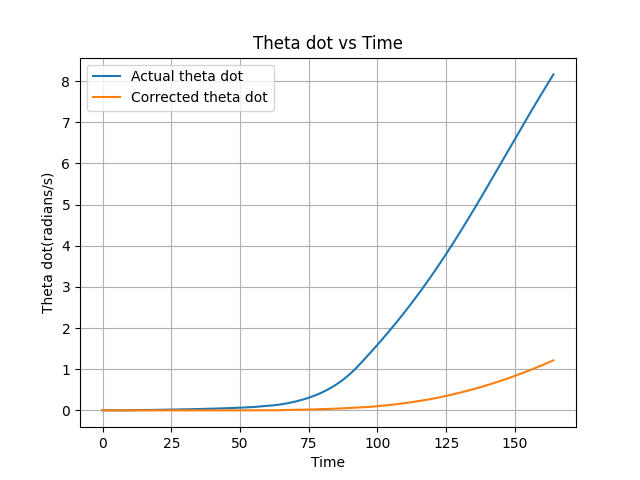 Theta dot vs Time
Actual theta dot
Corrected theta dot
Theta dot(radians/s)
8
7
6
5
4
3
2
1
0
0 25 50 75 100 125 150
Time